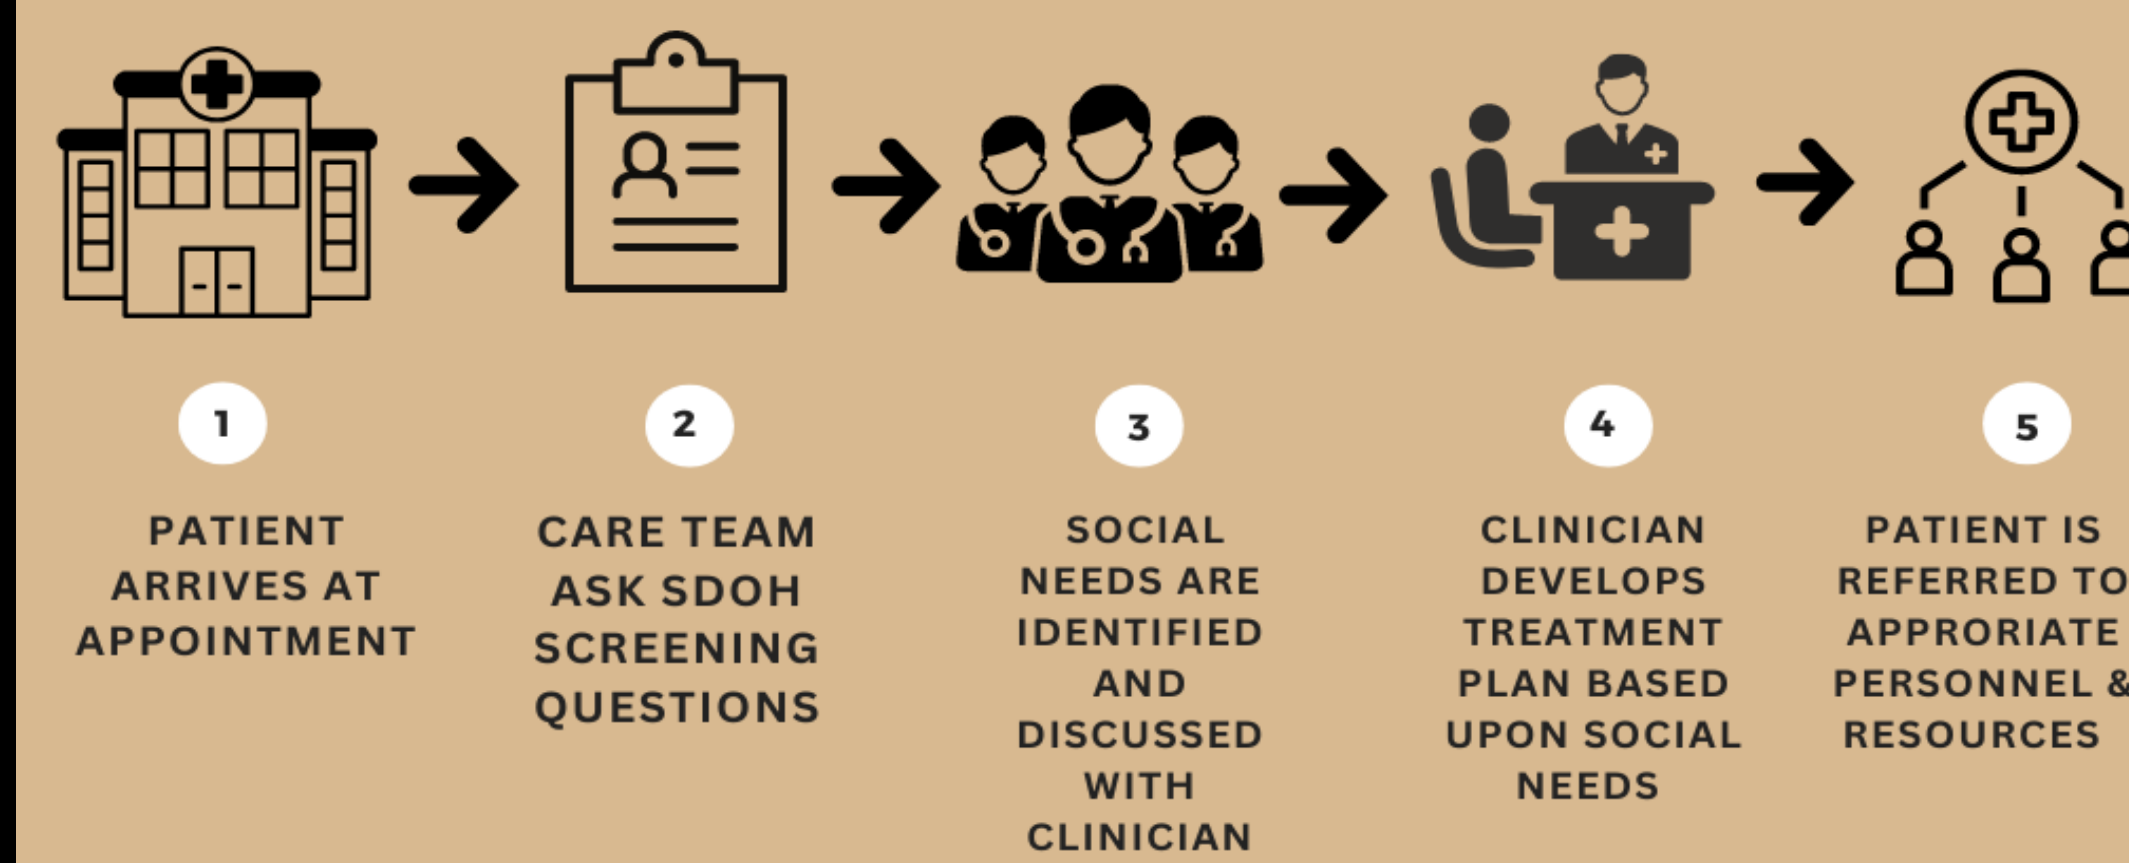 1
PATIENT
ARRIVES AT
APPOINTMENT
2
CARE TEAM
ASK SDOH
SCREENING
QUESTIONS
3
SOCIAL
NEEDS ARE
IDENTIFIED
AND
DISCUSSED
WITH
CLINICIAN
4
CLINICIAN
DEVELOPS
TREATMENT
PLAN BASED
UPON SOCIAL
NEEDS
5
PATIENT IS
REFERRED TO
APPRORIATE
PERSONNEL &
RESOURCES